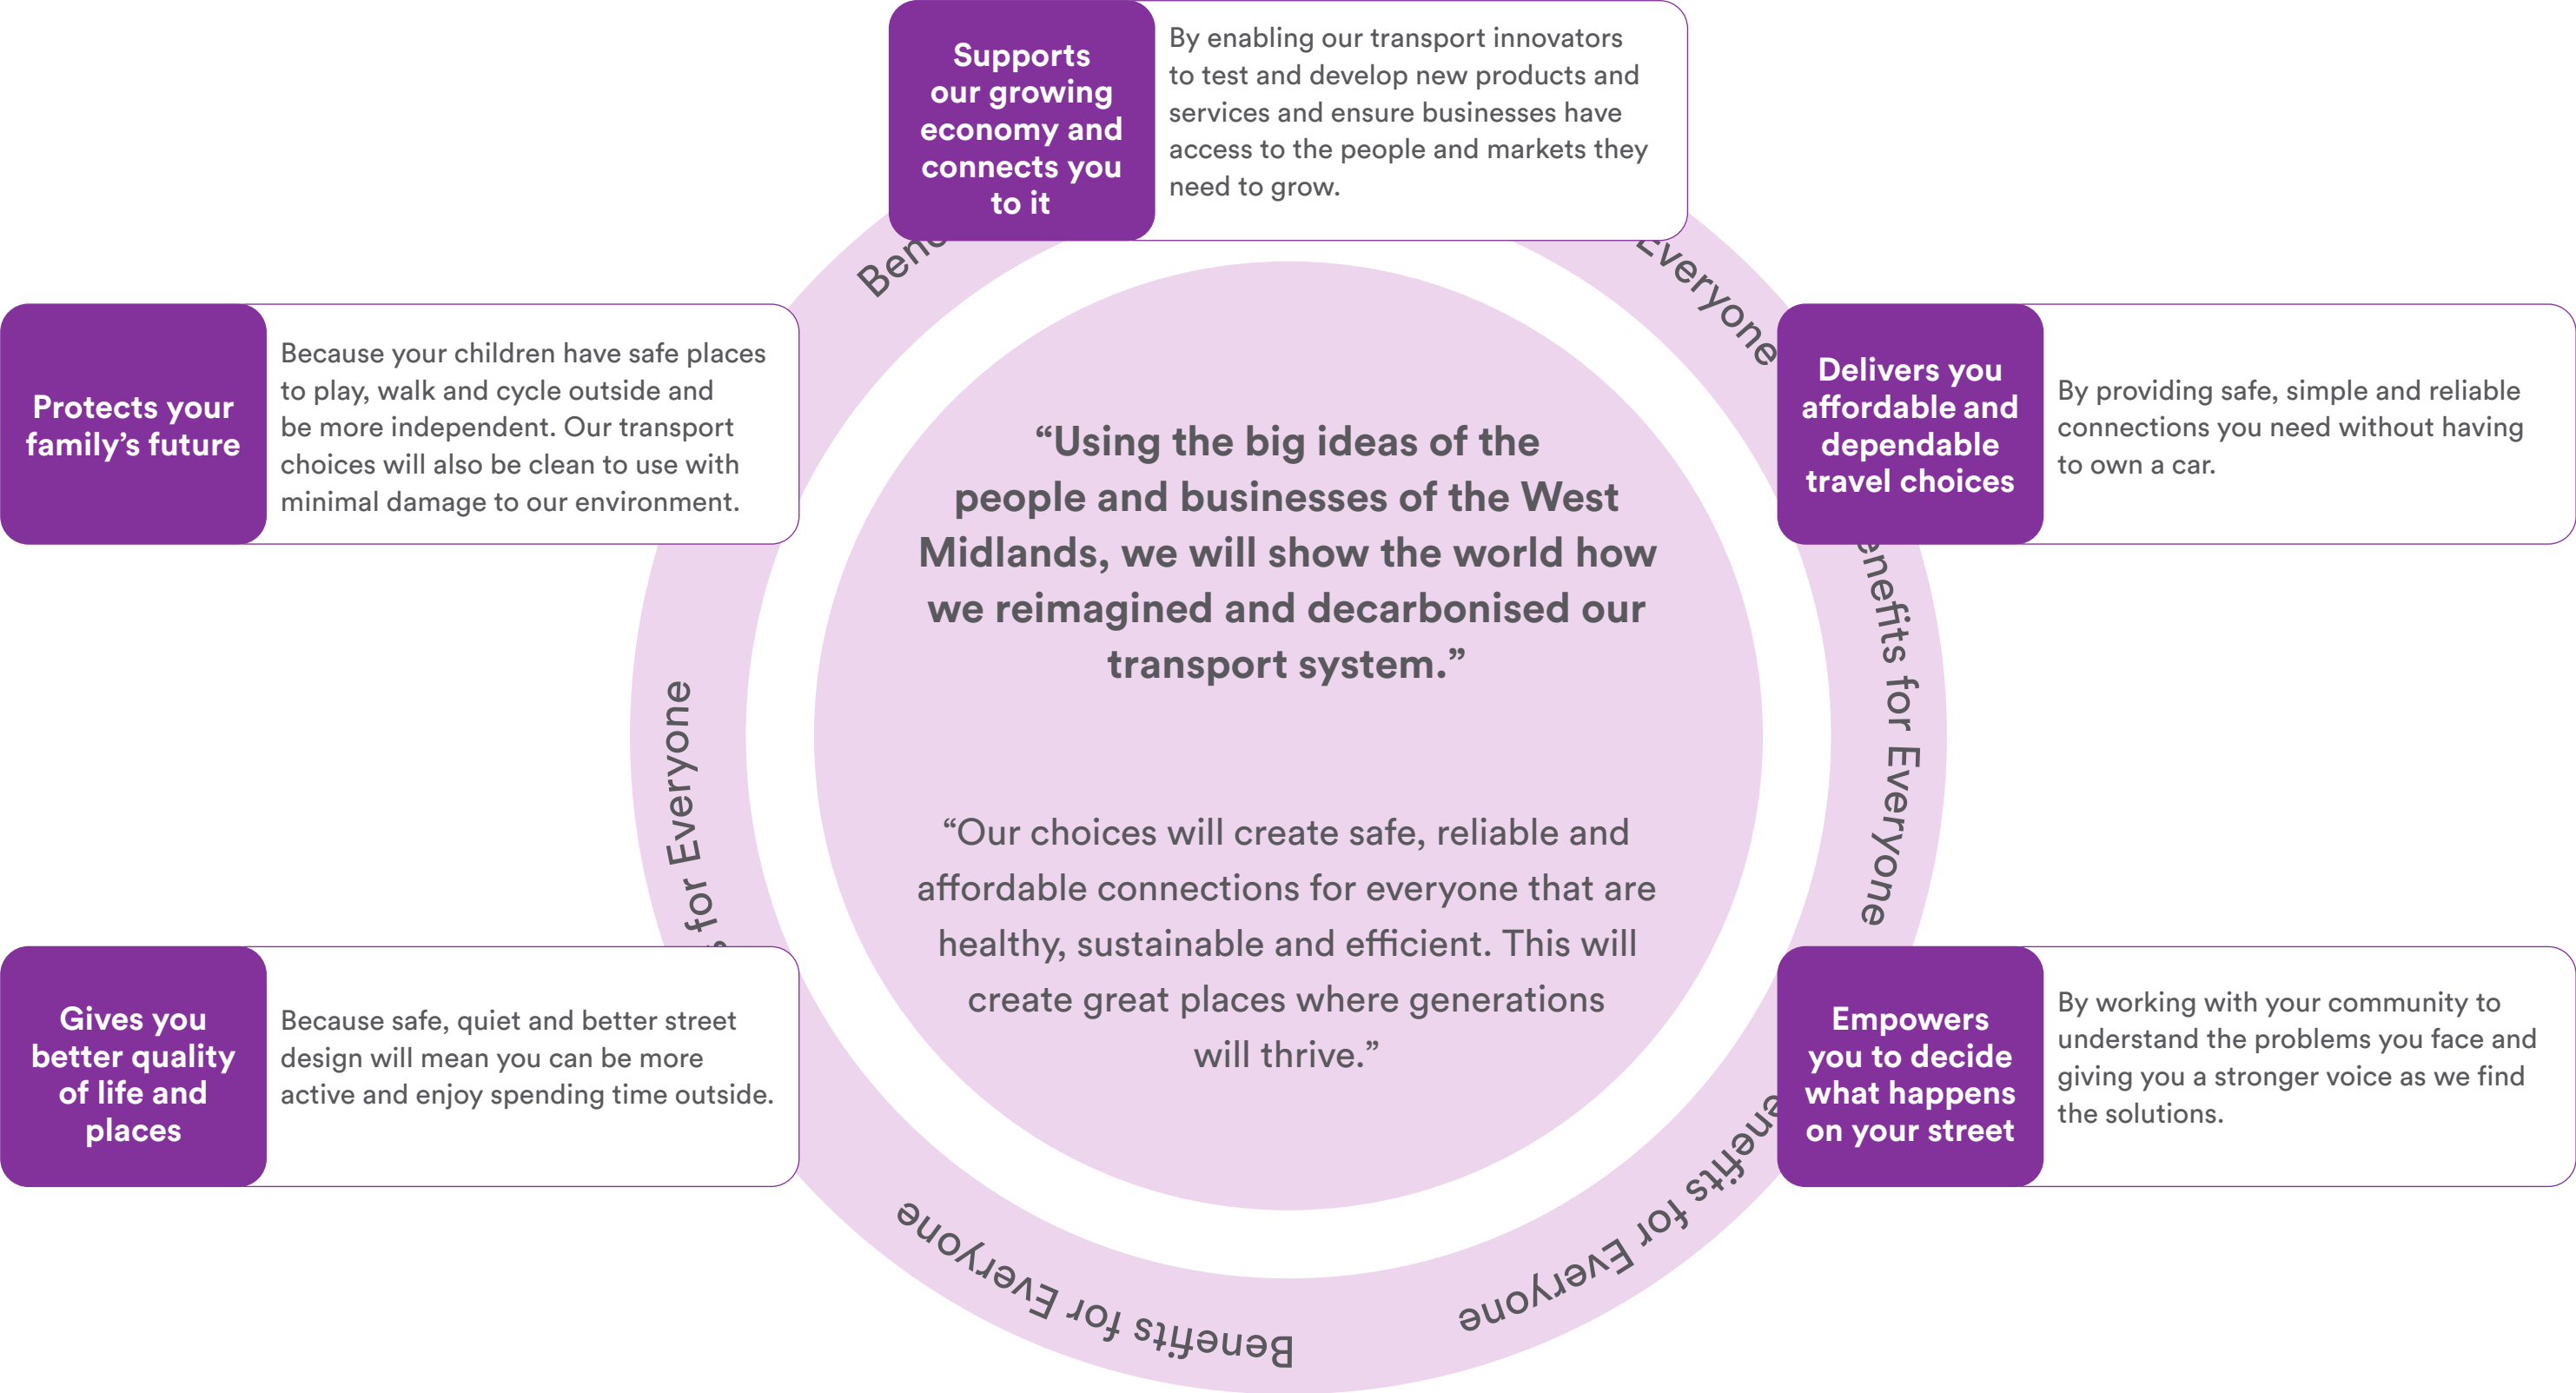 Supports
our growing
economy and
connects you
to it
By enabling our transport innovators
to test and develop new products and
services and ensure businesses have
access to the people and markets they
need to grow.
Protects your
family’s future
Because your children have safe places
to play, walk and cycle outside and
be more independent. Our transport
choices will also be clean to use with
minimal damage to our environment.
Delivers you
affordable and
dependable
travel choices
By providing safe, simple and reliable
connections you need without having
to own a car.
“Using the big ideas of the
people and businesses of the West
Midlands, we will show the world how
we reimagined and decarbonised our
transport system.”
“Our choices will create safe, reliable and
affordable connections for everyone that are
healthy, sustainable and efficient. This will
create great places where generations
will thrive.”
Gives you
better quality
of life and
places
Because safe, quiet and better street
design will mean you can be more
active and enjoy spending time outside.
Empowers
you to decide
what happens
on your street
By working with your community to
understand the problems you face and
giving you a stronger voice as we find
the solutions.
Everyone
enefits for Everyone
enefits for Everyone
Benefits for Everyone
for Everyone